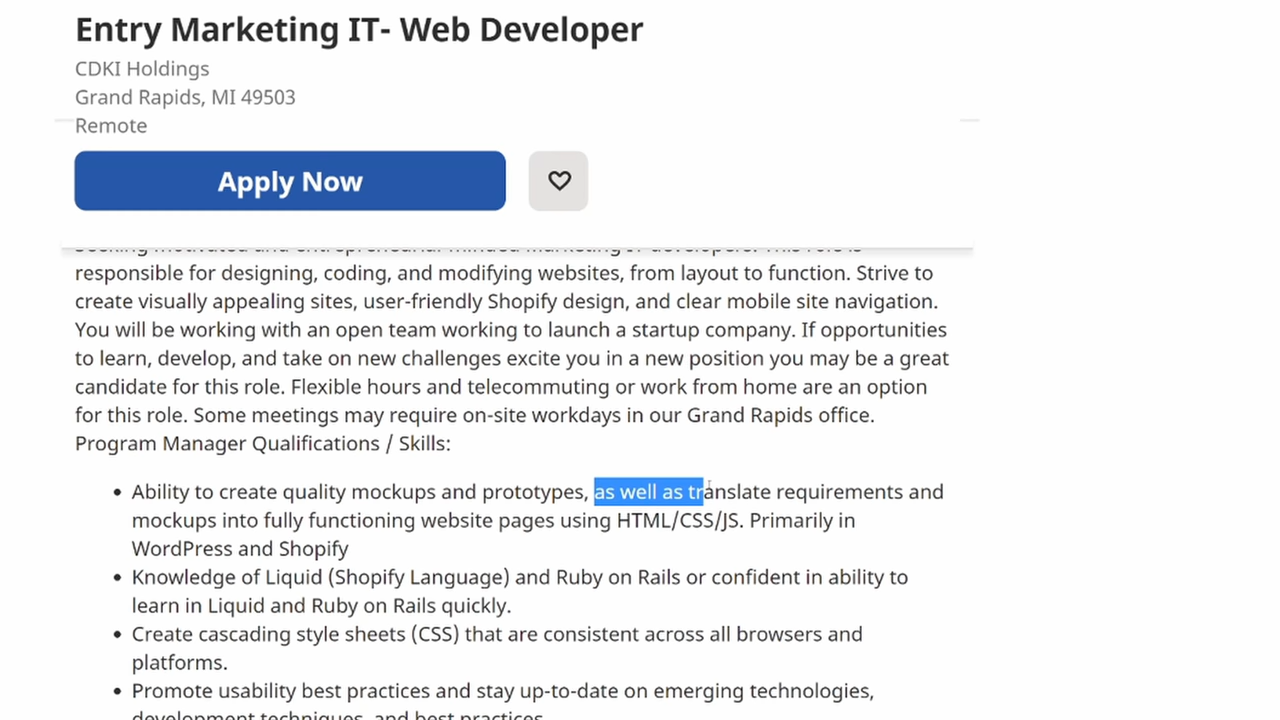 Entry Marketing IT- Web Developer
CDKI Holdings
Grand Rapids, MI 49503
Remote
Apply Now
responsible for designing, coding, and modifying websites, from layout to function. Strive to
create visually appealing sites, user-friendly Shopify design, and clear mobile site navigation.
You will be working with an open team working to launch a startup company. If opportunities
to learn, develop, and take on new challenges excite you in a new position you may be a great
candidate for this role. Flexible hours and telecommuting or work from home are an option
for this role. Some meetings may require on-site workdays in our Grand Rapids office.
Program Manager Qualifications / Skills:
• Ability to create quality mockups and prototypes, as well as translate requirements and
mockups into fully functioning website pages using HTML/CSS/JS. Primarily in
WordPress and Shopify
• Knowledge of Liquid (Shopify Language) and Ruby on Rails or confident in ability to
learn in Liquid and Ruby on Rails quickly.
• Create cascading style sheets (CSS) that are consistent across all browsers and
platforms.
• Promote usability best practices and stay up-to-date on emerging technologies,
development techniques, and best practices